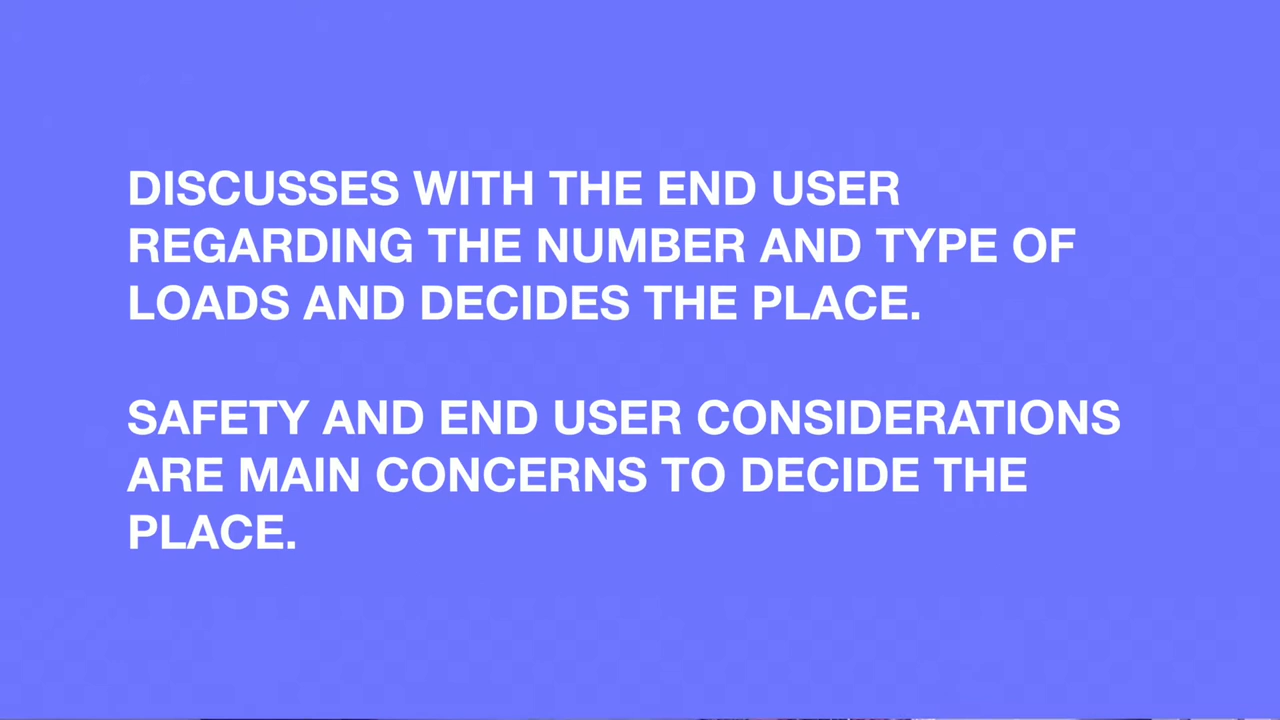 DISCUSSES WITH THE END USER
REGARDING THE NUMBER AND TYPE OF
LOADS AND DECIDES THE PLACE.
SAFETY AND END USER CONSIDERATIONS
ARE MAIN CONCERNS TO DECIDE THE
PLACE.